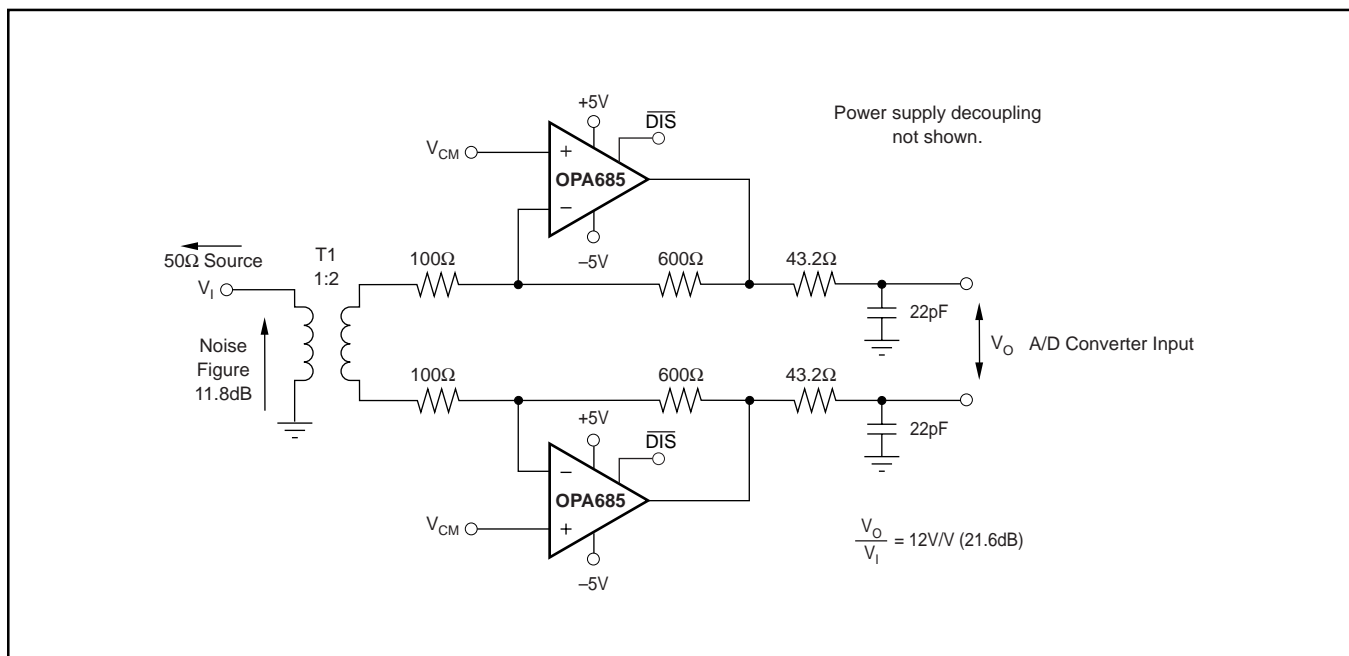 +5V
D̅I̅S̅
Power supply decoupling
not shown.
V_CM
+
OPA685
−
–5V
50Ω Source
V_I
T1
1:2
100Ω
600Ω
43.2Ω
22pF
Noise
Figure
11.8dB
V_O A/D Converter Input
100Ω
600Ω
43.2Ω
+5V
D̅I̅S̅
22pF
−
OPA685
V_CM
+
–5V
V_O
V_I
= 12V/V (21.6dB)